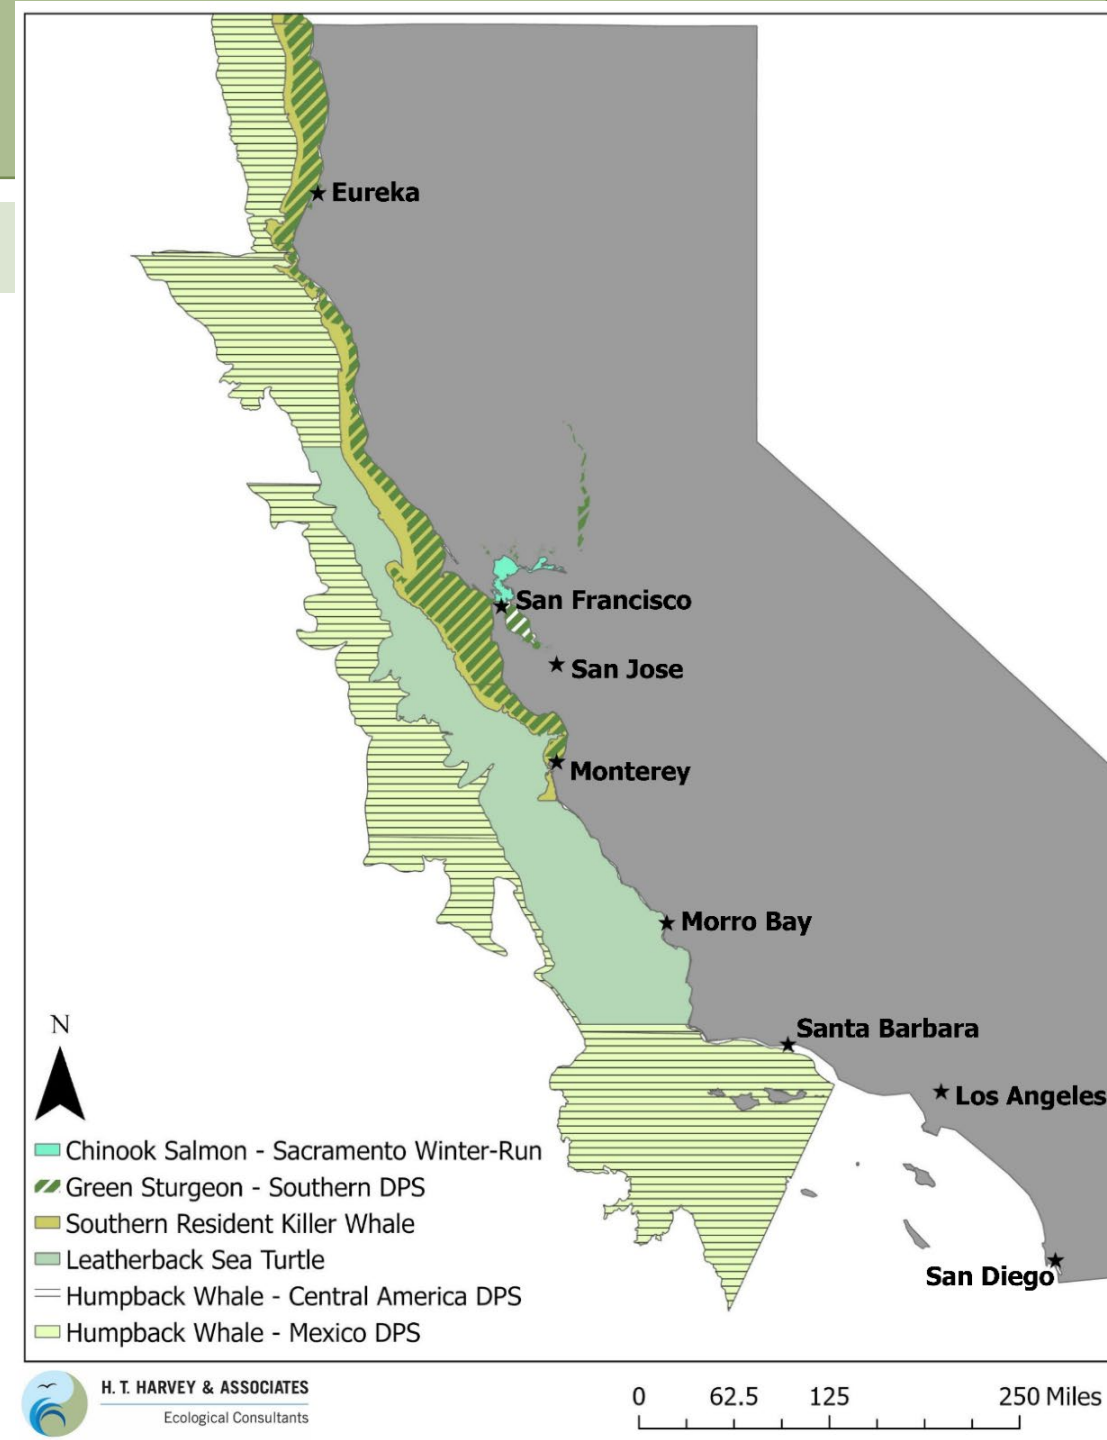 Eureka
San Francisco
San Jose
Monterey
Morro Bay
Santa Barbara
Los Angeles
San Diego
N
Chinook Salmon - Sacramento Winter-Run
Green Sturgeon - Southern DPS
Southern Resident Killer Whale
Leatherback Sea Turtle
Humpback Whale - Central America DPS
Humpback Whale - Mexico DPS
H. T. HARVEY & ASSOCIATES
Ecological Consultants
0 62.5 125 250 Miles